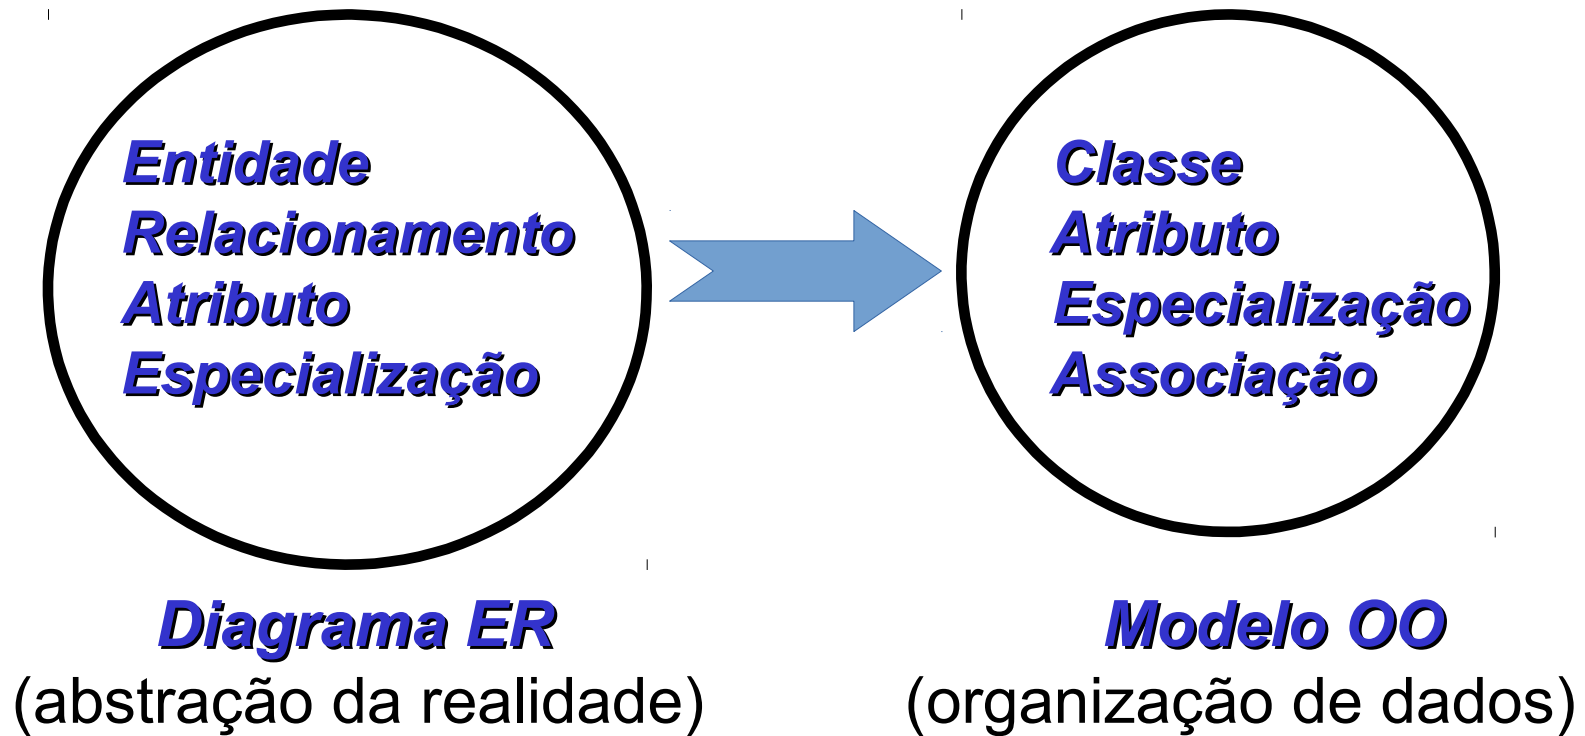 Entidade
Relacionamento
Atributo
Especialização
Diagrama ER
(abstração da realidade)
Classe
Atributo
Especialização
Associação
Modelo OO
(organização de dados)